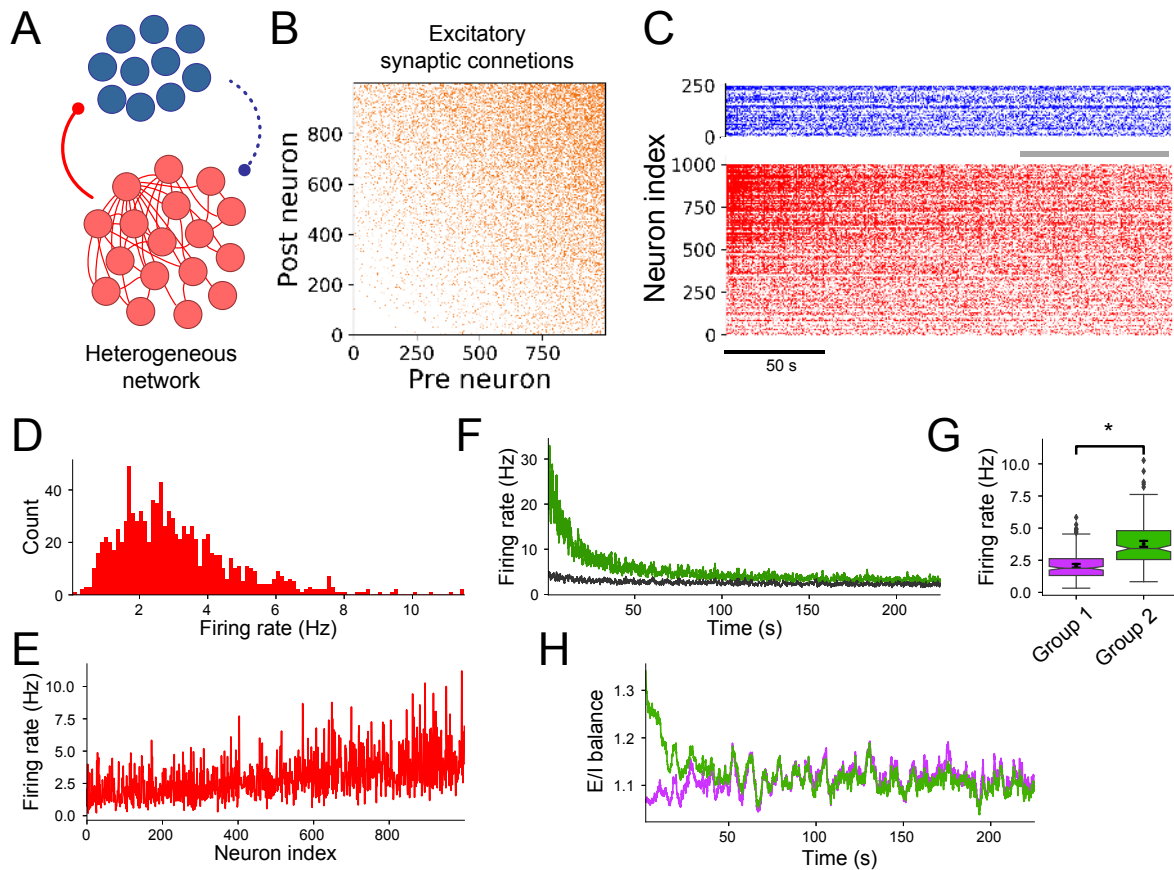 A
Heterogeneous
network
B
Excitatory
synaptic connetions
Post neuron
800
600
400
200
0
0
250
500
750
Pre neuron
C
Neuron index
250
0
1000
750
500
250
0
50 s
D
Count
40
20
0
2
4
6
8
10
Firing rate (Hz)
E
Firing rate (Hz)
10.0
7.5
5.0
2.5
0.0
0
200
400
600
800
Neuron index
F
Firing rate (Hz)
30
20
10
0
50
100
150
200
Time (s)
G
Firing rate (Hz)
10.0
7.5
5.0
2.5
0.0
*
Group 1
Group 2
H
E/I balance
1.3
1.2
1.1
50
100
150
200
Time (s)